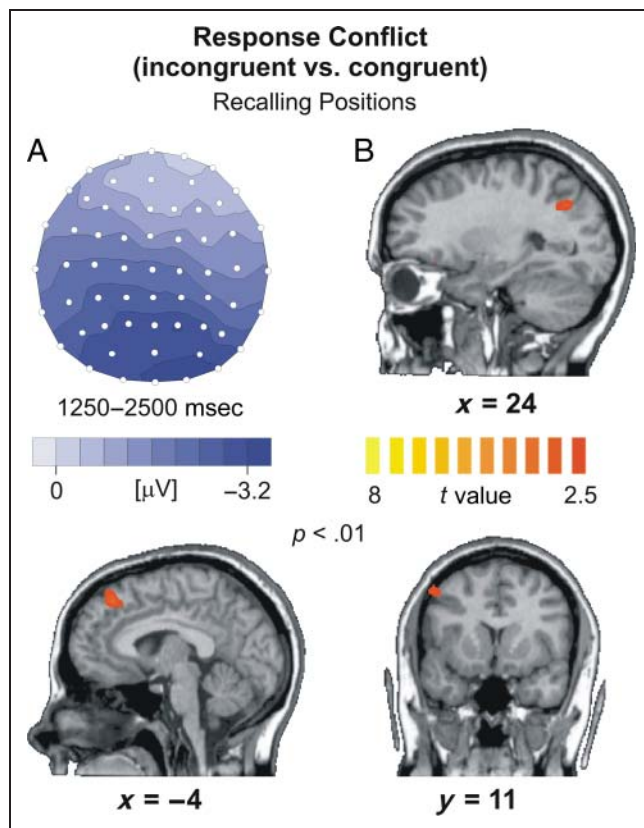 Response Conflict
(incongruent vs. congruent)
Recalling Positions
A
B
1250–2500 msec
x = 24
0 [µV] –3.2
8 t value 2.5
p < .01
x = –4
y = 11